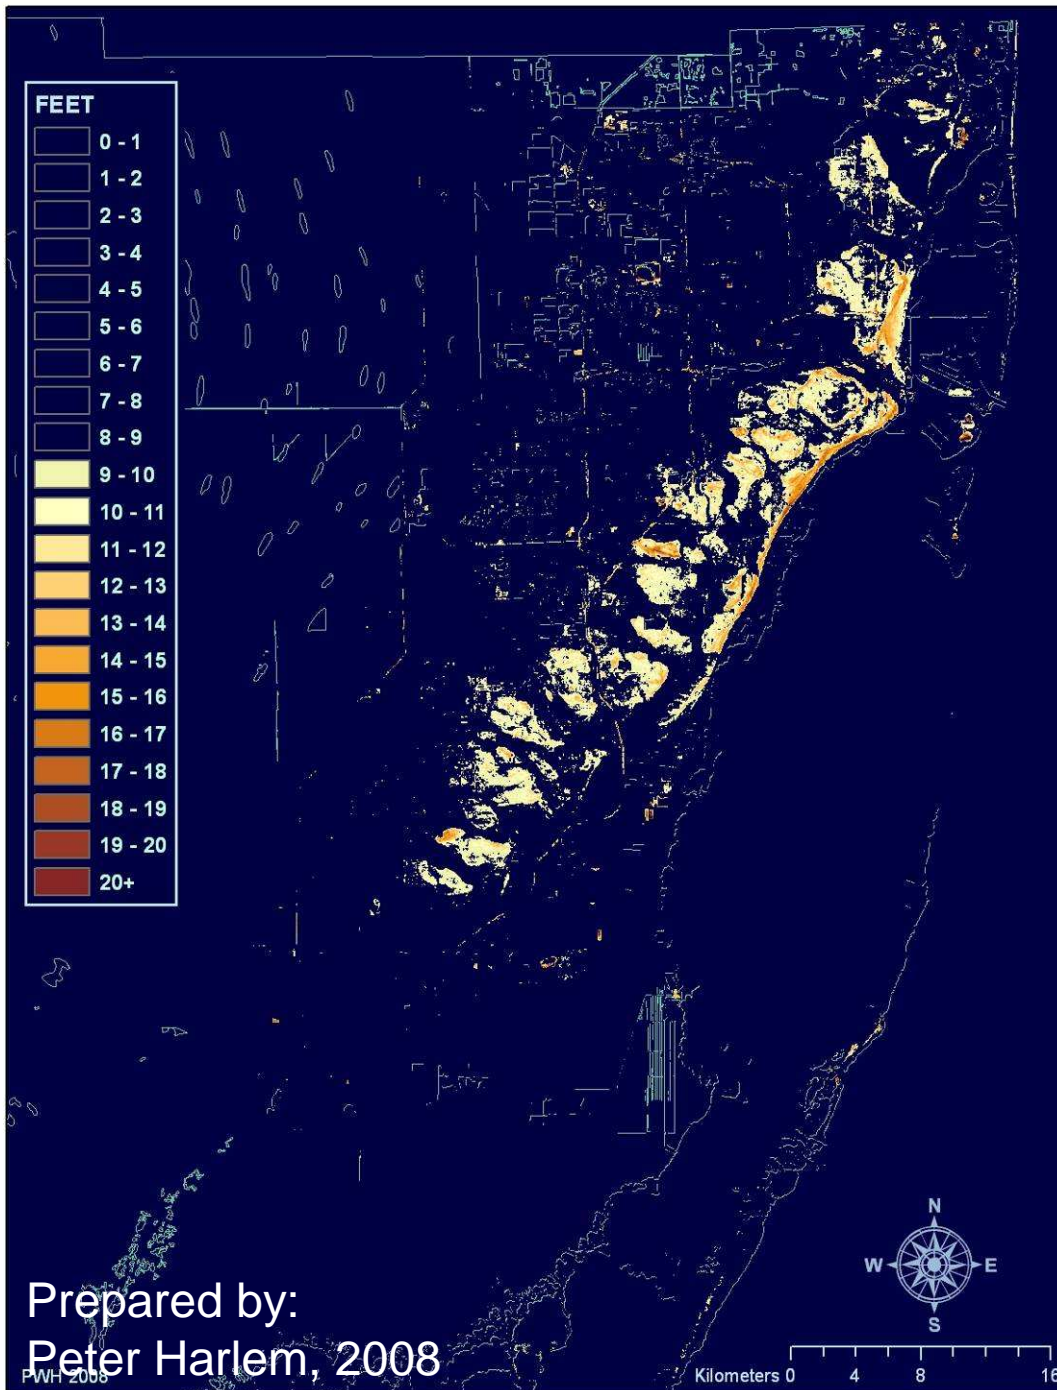 FEET
0 - 1
1 - 2
2 - 3
3 - 4
4 - 5
5 - 6
6 - 7
7 - 8
8 - 9
9 - 10
10 - 11
11 - 12
12 - 13
13 - 14
14 - 15
15 - 16
16 - 17
17 - 18
18 - 19
19 - 20
20+
N
W E
S
Prepared by:
Peter Harlem, 2008
PWH 2008
Kilometers 0 4 8 16